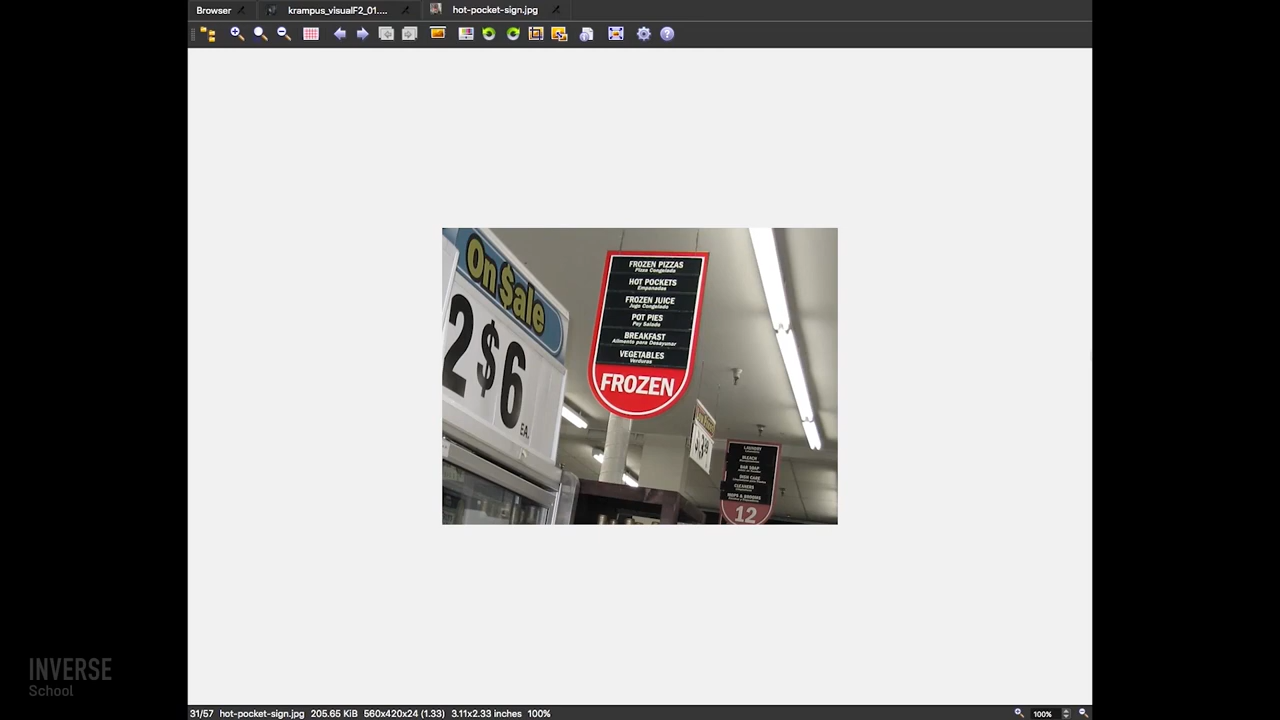 Browser
krampus_visualF2_01....
hot-pocket-sign.jpg
On $ale
2$6
EA.
FROZEN PIZZAS
Pizza Congelada
HOT POCKETS
Empanadas
FROZEN JUICE
Jugo Congelado
POT PIES
Pay Salado
BREAKFAST
Alimento para Desayunar
VEGETABLES
Verduras
FROZEN
LAUNDRY
BLEACH
BAR SOAP
DISH CARE
CLEANERS
MOPS & BROOMS
12
INVERSE
School
31/57 hot-pocket-sign.jpg 205.65 KiB 560x420x24 (1.33) 3.11x2.33 inches 100%
100%